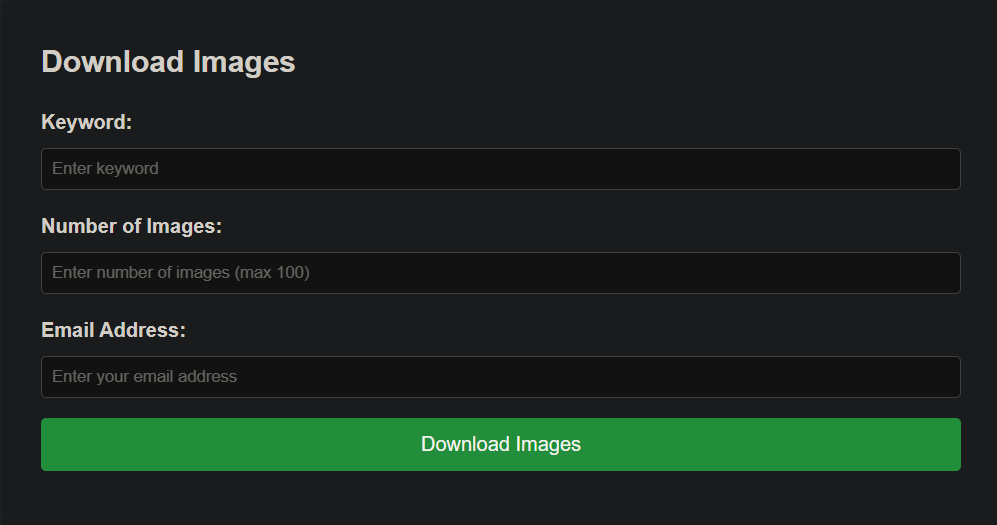 Download Images
Keyword:
Enter keyword
Number of Images:
Enter number of images (max 100)
Email Address:
Enter your email address
Download Images